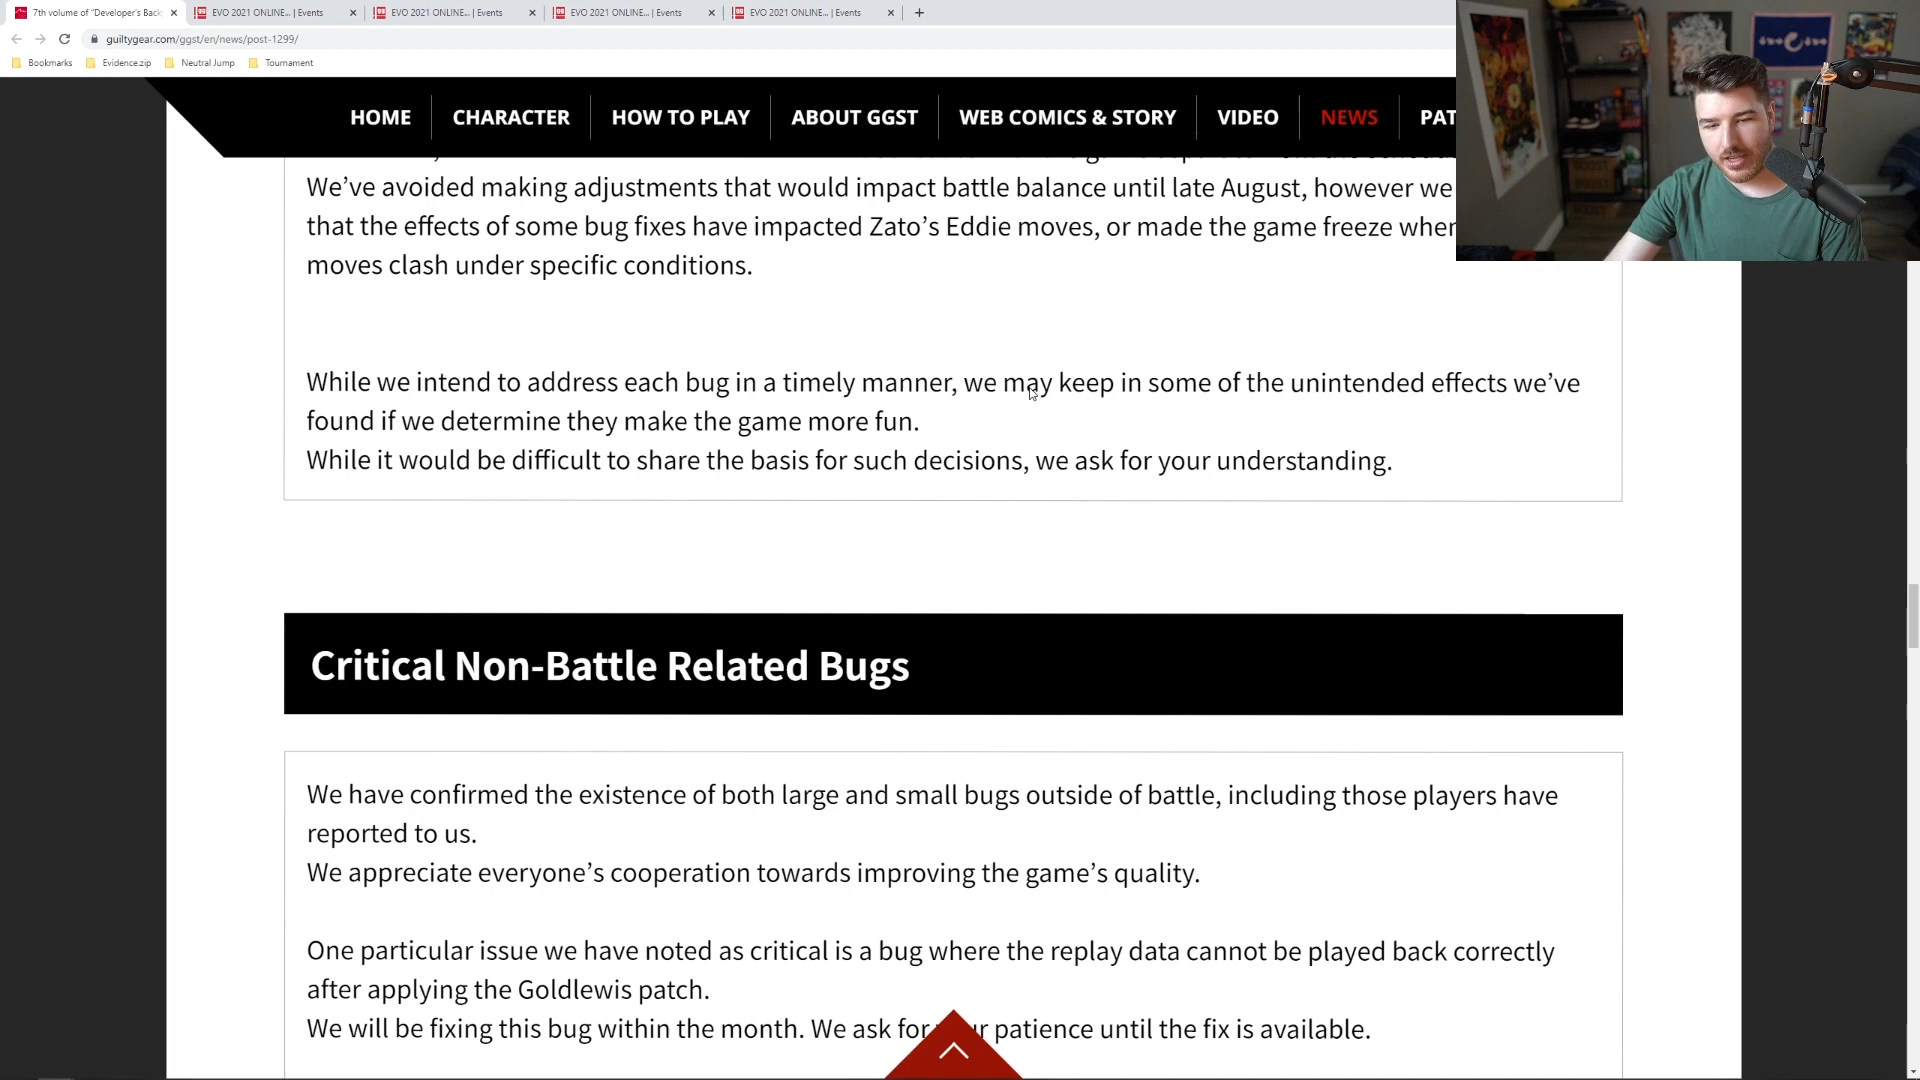 7th volume of "Developer's Back
EVO 2021 ONLINE... | Events
EVO 2021 ONLINE... | Events
EVO 2021 ONLINE... | Events
EVO 2021 ONLINE... | Events
guiltygear.com/ggst/en/news/post-1299/
Bookmarks Evidence.zip Neutral Jump Tournament
HOME CHARACTER HOW TO PLAY ABOUT GGST WEB COMICS & STORY VIDEO NEWS PAT
We've avoided making adjustments that would impact battle balance until late August, however we
that the effects of some bug fixes have impacted Zato's Eddie moves, or made the game freeze when
moves clash under specific conditions.
While we intend to address each bug in a timely manner, we may keep in some of the unintended effects we've
found if we determine they make the game more fun.
While it would be difficult to share the basis for such decisions, we ask for your understanding.
Critical Non-Battle Related Bugs
We have confirmed the existence of both large and small bugs outside of battle, including those players have
reported to us.
We appreciate everyone's cooperation towards improving the game's quality.
One particular issue we have noted as critical is a bug where the replay data cannot be played back correctly
after applying the Goldlewis patch.
We will be fixing this bug within the month. We ask for your patience until the fix is available.